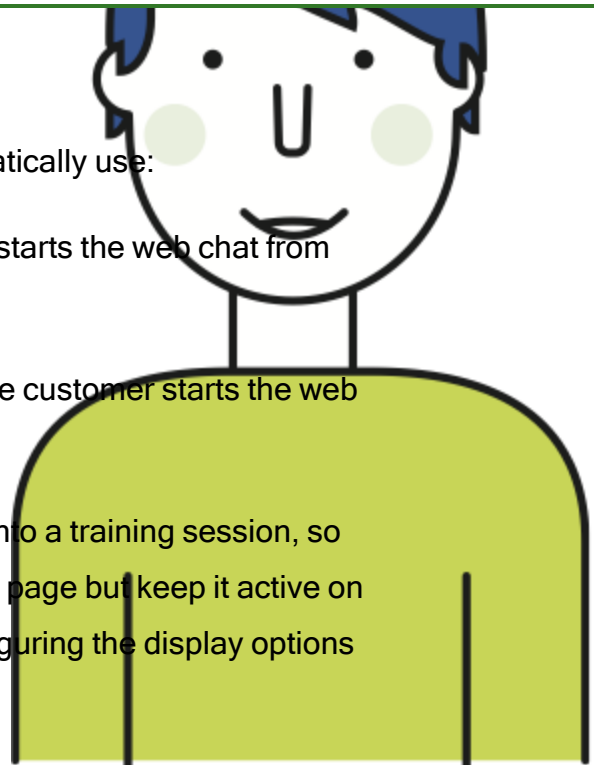 atically use:
starts the web chat from
e customer starts the web
nto a training session, so
page but keep it active on
guring the display options